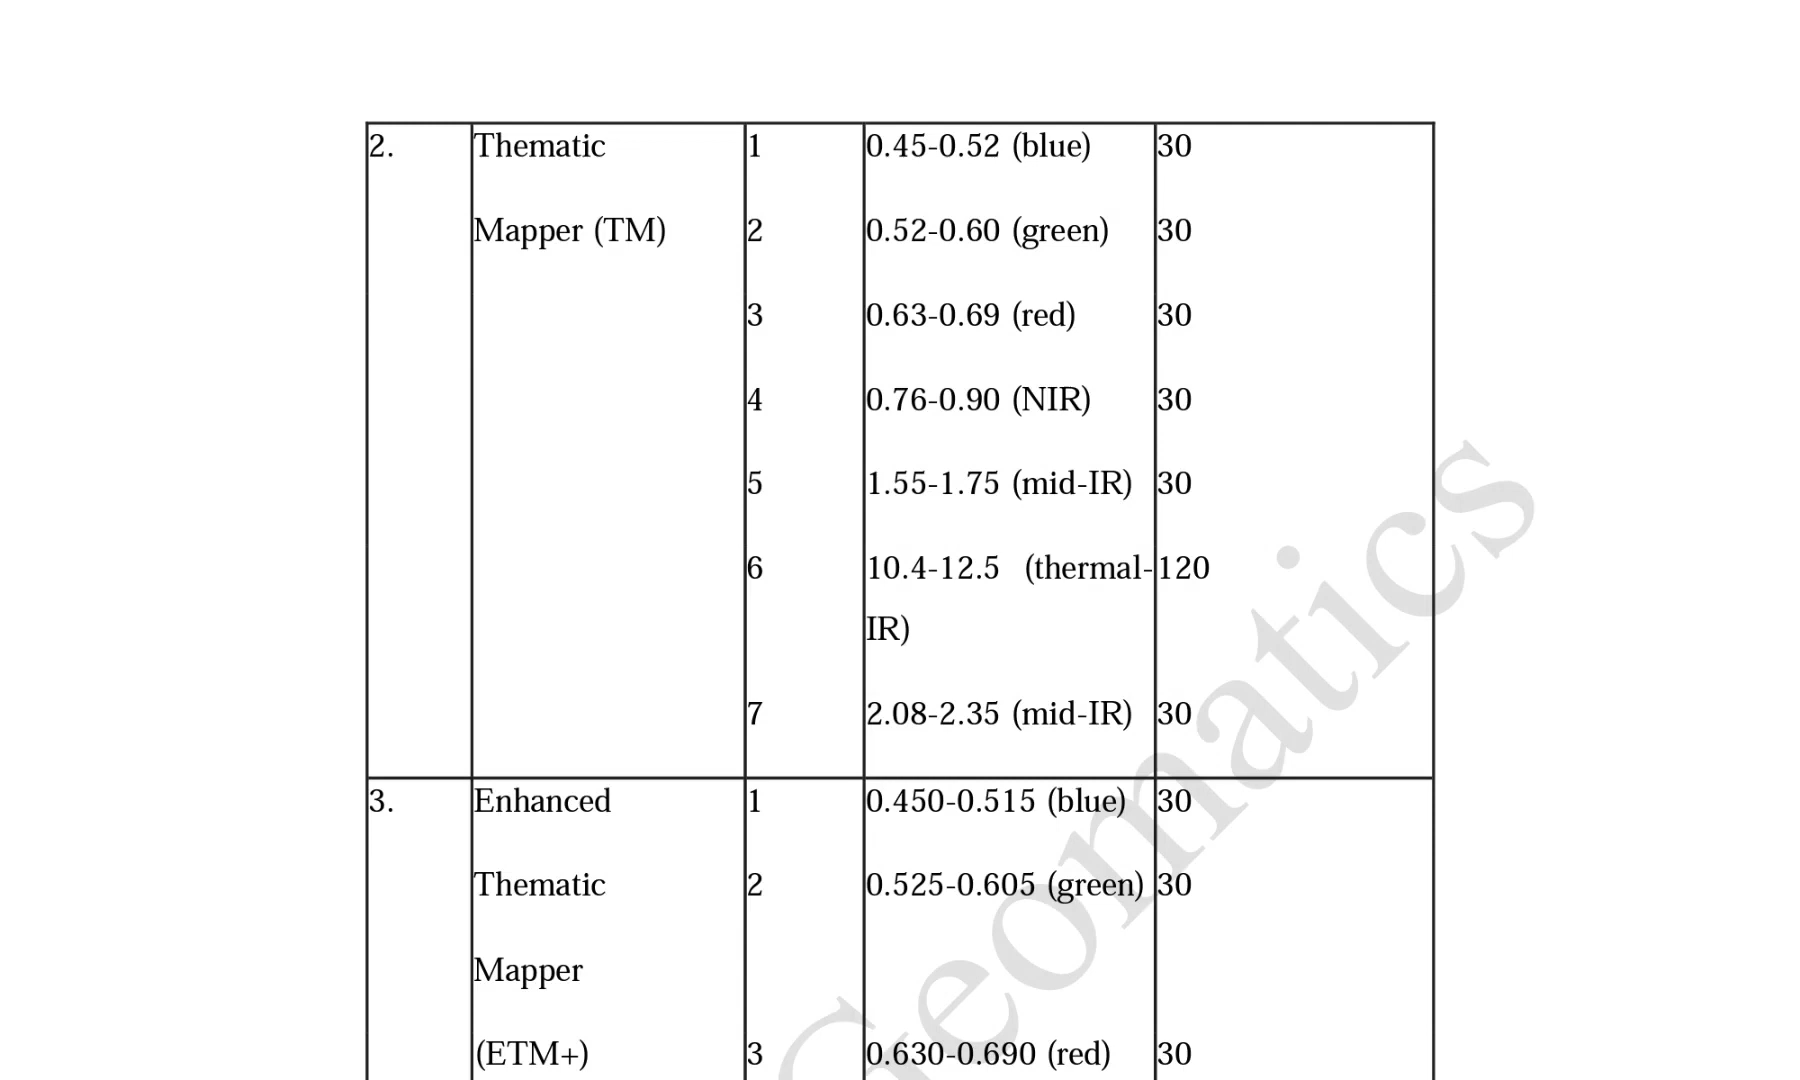 2. Thematic 1 0.45-0.52 (blue) 30
Mapper (TM) 2 0.52-0.60 (green) 30
3 0.63-0.69 (red) 30
4 0.76-0.90 (NIR) 30
5 1.55-1.75 (mid-IR) 30
6 10.4-12.5 (thermal- 120
IR)
7 2.08-2.35 (mid-IR) 30
3. Enhanced 1 0.450-0.515 (blue) 30
Thematic 2 0.525-0.605 (green) 30
Mapper
(ETM+) 3 0.630-0.690 (red) 30
Geomatics